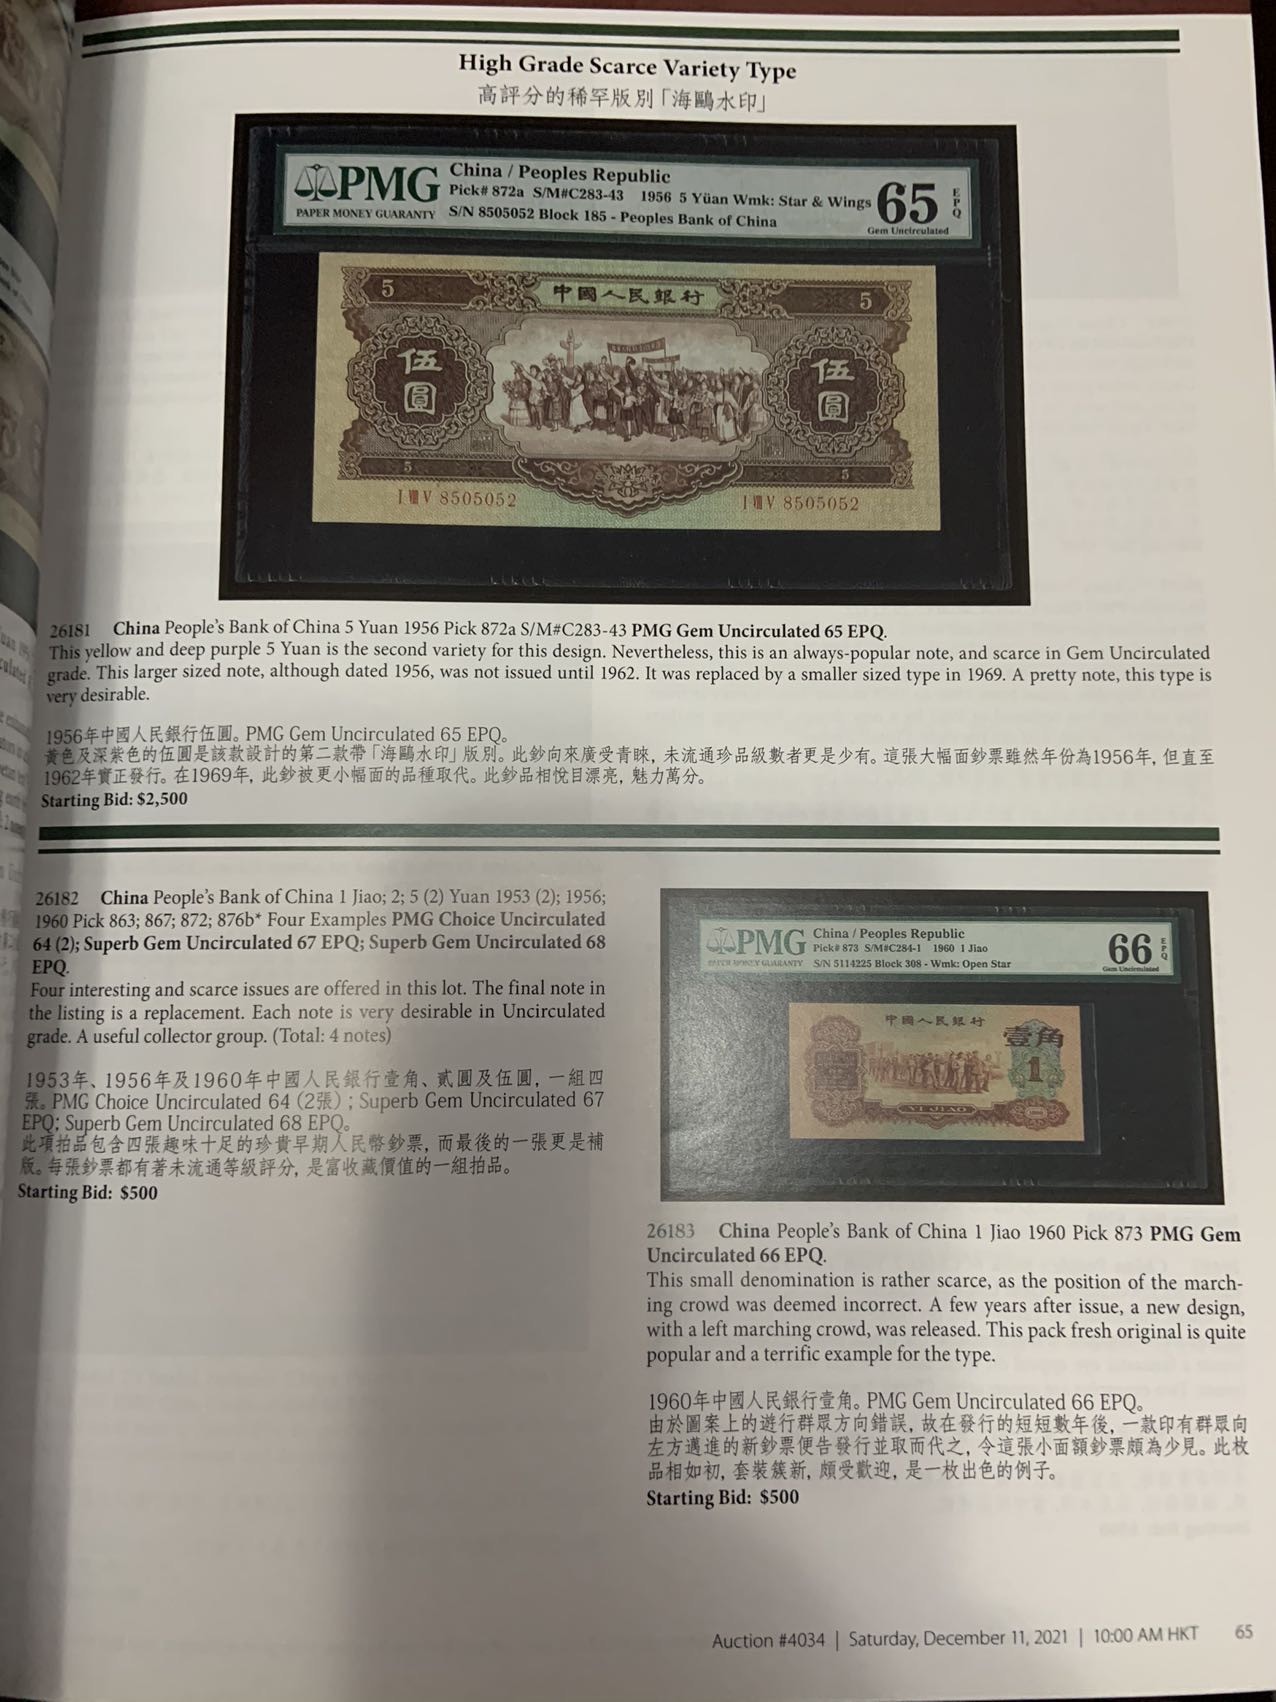 High Grade Scarce Variety Type
高評分的稀罕版別「海鷗水印」
PMG
PAPER MONEY GUARANTY
China / Peoples Republic
Pick# 872a S/M#C283-43 1956 5 Yüan Wmk: Star & Wings
S/N 8505052 Block 185 - Peoples Bank of China
65
EPQ
Gem Uncirculated
5
中國人民銀行
5
伍圓
伍圓
5
5
I VIII V 8505052
I VIII V 8505052
26181 China People's Bank of China 5 Yuan 1956 Pick 872a S/M#C283-43 PMG Gem Uncirculated 65 EPQ.
This yellow and deep purple 5 Yuan is the second variety for this design. Nevertheless, this is an always-popular note, and scarce in Gem Uncirculated
grade. This larger sized note, although dated 1956, was not issued until 1962. It was replaced by a smaller sized type in 1969. A pretty note, this type is
very desirable.
1956年中國人民銀行伍圓。PMG Gem Uncirculated 65 EPQ。
黃色及深紫色的伍圓是該款設計的第二款帶「海鷗水印」版別。此鈔向來廣受青睞，未流通珍品級數者更是少有。這張大幅面鈔票雖然年份為1956年，但直至
1962年實正發行。在1969年，此鈔被更小幅面的品種取代。此鈔品相悅目漂亮，魅力萬分。
Starting Bid: $2,500
26182 China People's Bank of China 1 Jiao; 2; 5 (2) Yuan 1953 (2); 1956;
1960 Pick 863; 867; 872; 876b* Four Examples PMG Choice Uncirculated
64 (2); Superb Gem Uncirculated 67 EPQ; Superb Gem Uncirculated 68
EPQ.
Four interesting and scarce issues are offered in this lot. The final note in
the listing is a replacement. Each note is very desirable in Uncirculated
grade. A useful collector group. (Total: 4 notes)
1953年、1956年及1960年中國人民銀行壹角、貳圓及伍圓，一組四
張。PMG Choice Uncirculated 64 (2張) ; Superb Gem Uncirculated 67
EPQ; Superb Gem Uncirculated 68 EPQ。
此項拍品包含四張趣味十足的珍貴早期人民幣鈔票，而最後的一張更是補
版。每張鈔票都有著未流通等級評分，是富收藏價值的一組拍品。
Starting Bid: $500
PMG
PAPER MONEY GUARANTY
China / Peoples Republic
Pick# 873 S/M#C284-1 1960 1 Jiao
S/N 5114225 Block 308 - Wmk: Open Star
66
EPQ
Gem Uncirculated
中國人民銀行
壹角
1
YI JIAO
26183 China People's Bank of China 1 Jiao 1960 Pick 873 PMG Gem
Uncirculated 66 EPQ.
This small denomination is rather scarce, as the position of the march-
ing crowd was deemed incorrect. A few years after issue, a new design,
with a left marching crowd, was released. This pack fresh original is quite
popular and a terrific example for the type.
1960年中國人民銀行壹角。PMG Gem Uncirculated 66 EPQ。
由於圖案上的遊行群眾方向錯誤，故在發行的短短數年後，一款印有群眾向
左方邁進的新鈔票便告發行並取而代之，令這張小面額鈔票頗為少見。此枚
品相如初，套裝簇新，頗受歡迎，是一枚出色的例子。
Starting Bid: $500
Auction #4034 | Saturday, December 11, 2021 | 10:00 AM HKT 65